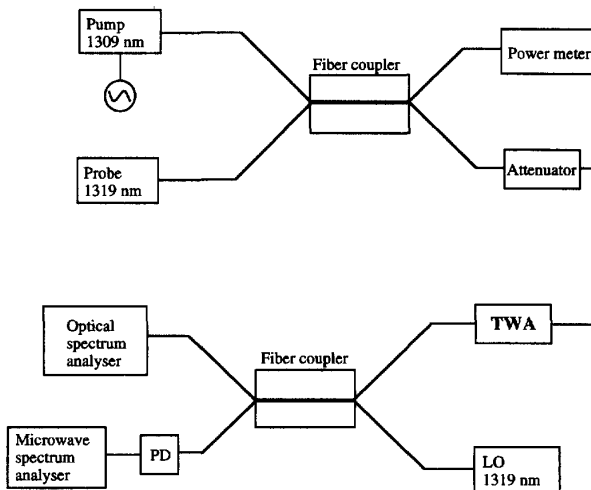 Pump
1309 nm
Fiber coupler
Power meter
Probe
1319 nm
Attenuator
Optical
spectrum
analyser
Fiber coupler
TWA
Microwave
spectrum
analyser
PD
LO
1319 nm